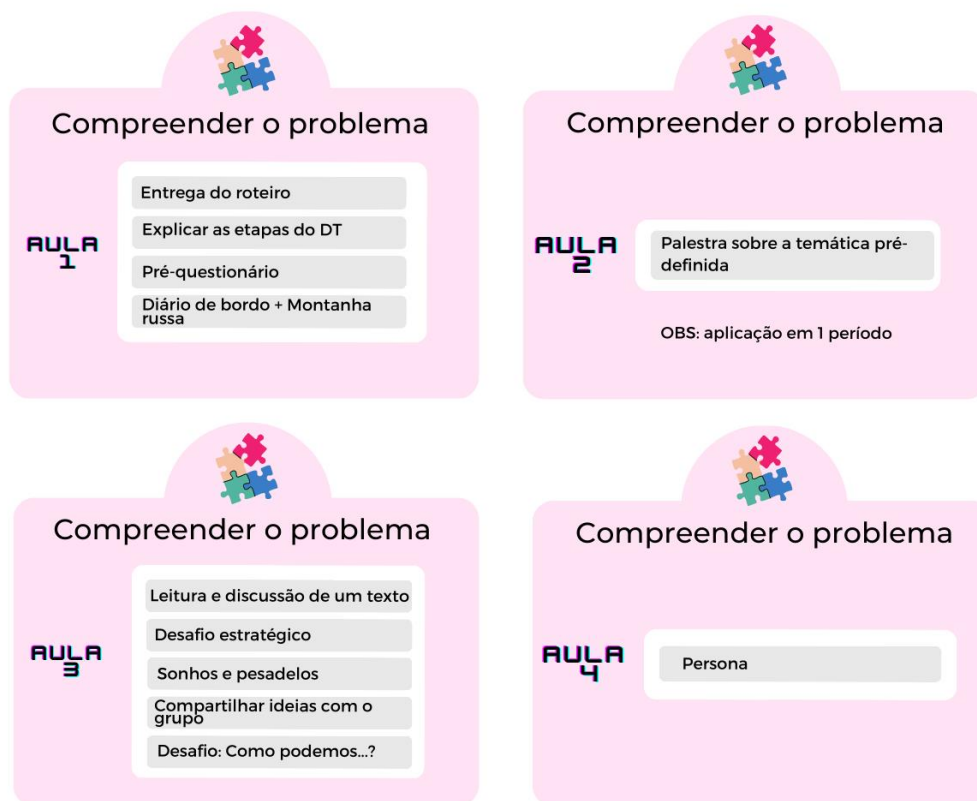 Compreender o problema
AULA
1
Entrega do roteiro
Explicar as etapas do DT
Pré-questionário
Diário de bordo + Montanha
russa
Compreender o problema
AULA
2
Palestra sobre a temática pré-
definida
OBS: aplicação em 1 período
Compreender o problema
AULA
3
Leitura e discussão de um texto
Desafio estratégico
Sonhos e pesadelos
Compartilhar ideias com o
grupo
Desafio: Como podemos...?
Compreender o problema
AULA
4
Persona